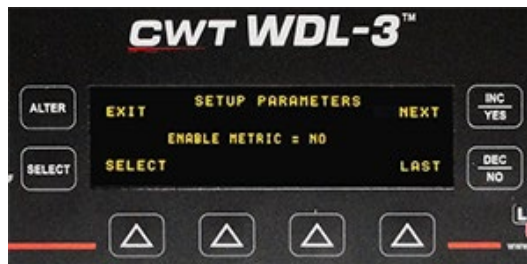 CWT WDL-3™
ALTER
EXIT
SETUP PARAMETERS
NEXT
INC
YES
ENABLE METRIC = NO
SELECT
SELECT
LAST
DEC
NO